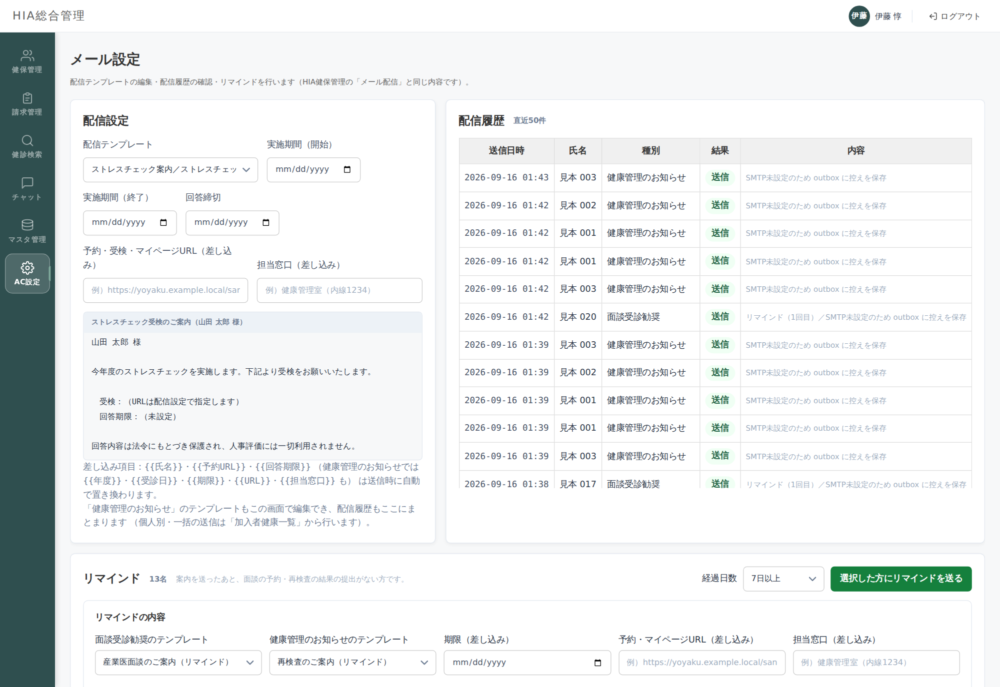 HIA総合管理
伊藤 伊藤 惇 ログアウト
健保管理
請求管理
健診検索
チャット
マスタ管理
AC設定
メール設定
配信テンプレートの編集・配信履歴の確認・リマインドを行います（HIA健保管理の「メール配信」と同じ内容です）。
配信設定
配信テンプレート 実施期間（開始）
ストレスチェック案内／ストレスチェッ mm/dd/yyyy
実施期間（終了） 回答締切
mm/dd/yyyy mm/dd/yyyy
予約・受検・マイページURL（差し込
み） 担当窓口（差し込み）
例）https://yoyaku.example.local/sar 例）健康管理室（内線1234）
ストレスチェック受検のご案内（山田 太郎 様）
山田 太郎 様
今年度のストレスチェックを実施します。下記より受検をお願いいたします。
受検：（URLは配信設定で指定します）
回答期限：（未設定）
回答内容は法令にもとづき保護され、人事評価には一切利用されません。
差し込み項目：{{氏名}}・{{予約URL}}・{{回答期限}} （健康管理のお知らせでは
{{年度}}・{{受診日}}・{{期限}}・{{URL}}・{{担当窓口}} も） は送信時に自動
で置き換わります。
「健康管理のお知らせ」のテンプレートもこの画面で編集でき、配信履歴もここにま
とまります （個人別・一括の送信は「加入者健康一覧」から行います）。
配信履歴 直近50件
送信日時 氏名 種別 結果 内容
2026-09-16 01:43 見本 003 健康管理のお知らせ 送信 SMTP未設定のため outbox に控えを保存
2026-09-16 01:42 見本 002 健康管理のお知らせ 送信 SMTP未設定のため outbox に控えを保存
2026-09-16 01:42 見本 001 健康管理のお知らせ 送信 SMTP未設定のため outbox に控えを保存
2026-09-16 01:42 見本 001 健康管理のお知らせ 送信 SMTP未設定のため outbox に控えを保存
2026-09-16 01:42 見本 003 健康管理のお知らせ 送信 SMTP未設定のため outbox に控えを保存
2026-09-16 01:42 見本 020 面談受診勧奨 送信 リマインド（1回目）／SMTP未設定のため outbox に控えを保存
2026-09-16 01:39 見本 003 健康管理のお知らせ 送信 SMTP未設定のため outbox に控えを保存
2026-09-16 01:39 見本 002 健康管理のお知らせ 送信 SMTP未設定のため outbox に控えを保存
2026-09-16 01:39 見本 001 健康管理のお知らせ 送信 SMTP未設定のため outbox に控えを保存
2026-09-16 01:39 見本 001 健康管理のお知らせ 送信 SMTP未設定のため outbox に控えを保存
2026-09-16 01:39 見本 003 健康管理のお知らせ 送信 SMTP未設定のため outbox に控えを保存
2026-09-16 01:38 見本 017 面談受診勧奨 送信 リマインド（1回目）／SMTP未設定のため outbox に控えを保存
リマインド 13名 案内を送ったあと、面談の予約・再検査の結果の提出がない方です。 経過日数 7日以上 選択した方にリマインドを送る
リマインドの内容
面談受診勧奨のテンプレート 健康管理のお知らせのテンプレート 期限（差し込み） 予約・マイページURL（差し込み） 担当窓口（差し込み）
産業医面談のご案内（リマインド） 再検査のご案内（リマインド） mm/dd/yyyy 例）https://yoyaku.example.local/san 例）健康管理室（内線1234）